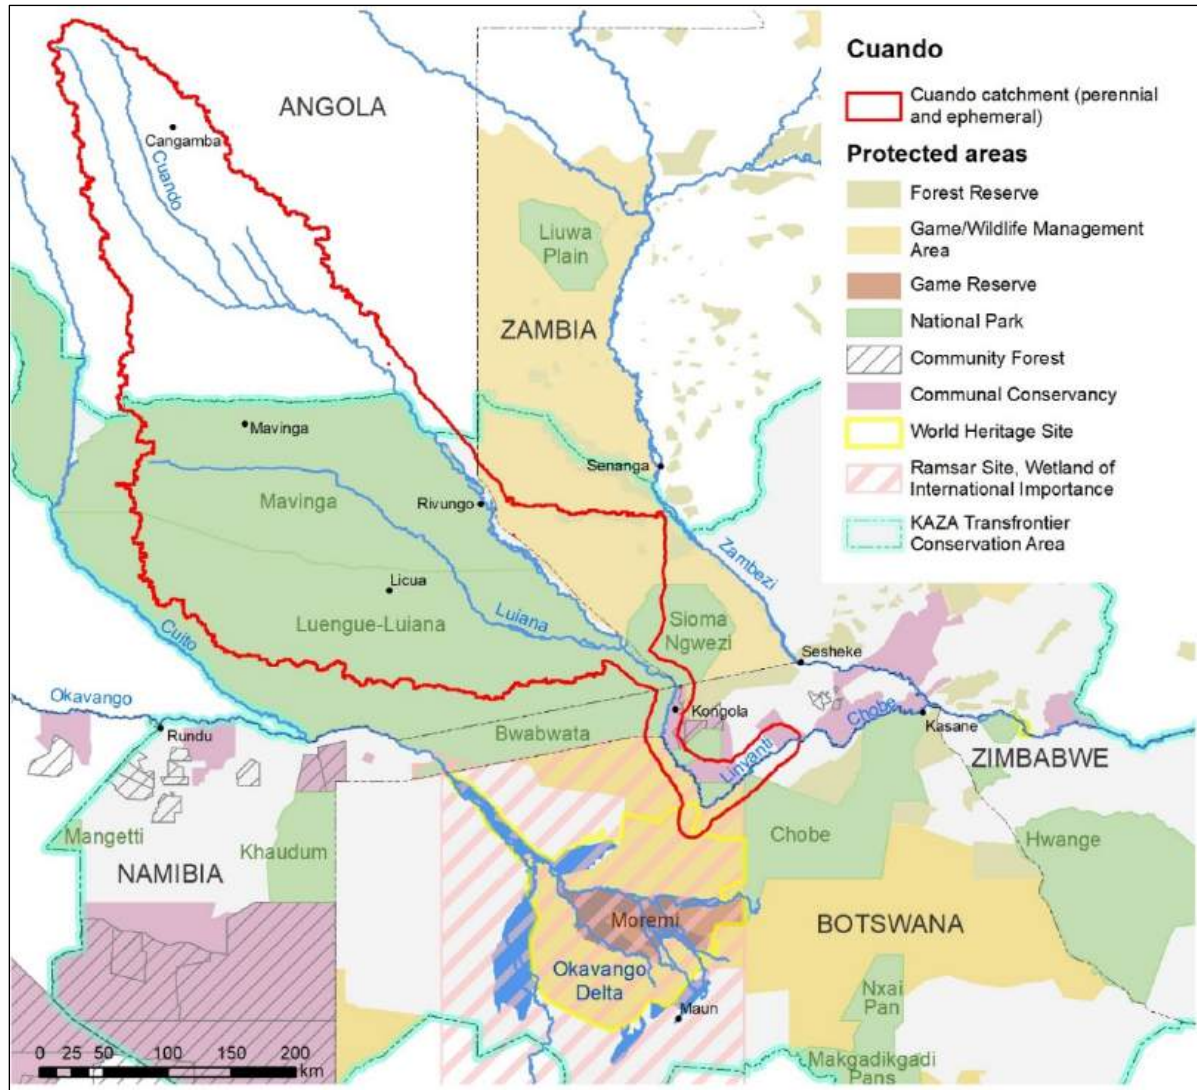 Cuando
Cuando catchment (perennial
and ephemeral)
Protected areas
Forest Reserve
Game/Wildlife Management
Area
Game Reserve
National Park
Community Forest
Communal Conservancy
World Heritage Site
Ramsar Site, Wetland of
International Importance
KAZA Transfrontier
Conservation Area
ANGOLA
Cangamba
Cuando
Liuwa
Plain
ZAMBIA
Mavinga
Senanga
Mavinga
Rivungo
Zambezi
Licua
Luiana
Sioma
Ngwezi
Luengue-Luiana
Cuito
Sesheke
Okavango
Kongola
Chobe
Kasane
Rundu
Bwabwata
Linyanti
ZIMBABWE
Mangetti
Khaudum
Chobe
Hwange
NAMIBIA
Moremi
BOTSWANA
Okavango
Delta
Nxai
Pan
Maun
Makgadikgadi
Pans
0 25 50 100 150 200
km